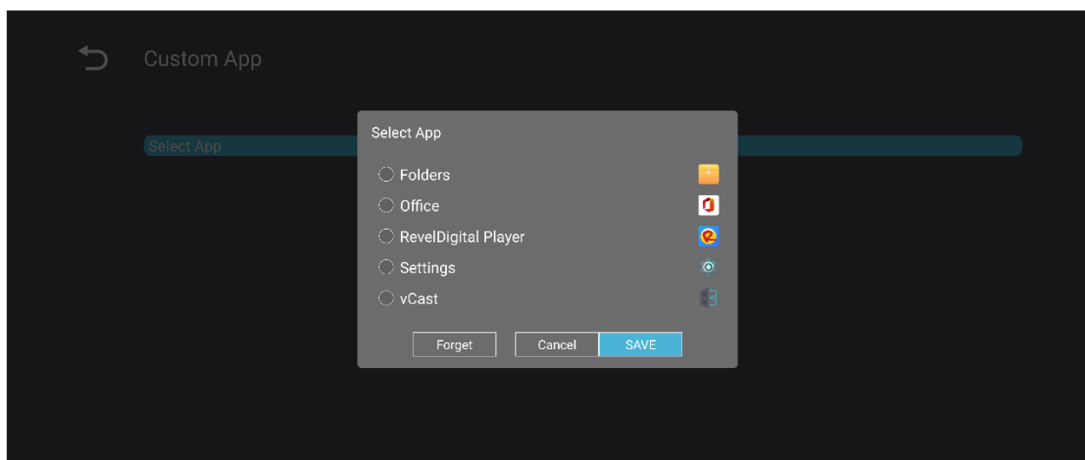 Custom App
Select App
Select App
Folders
Office
RevelDigital Player
Settings
vCast
Forget
Cancel
SAVE